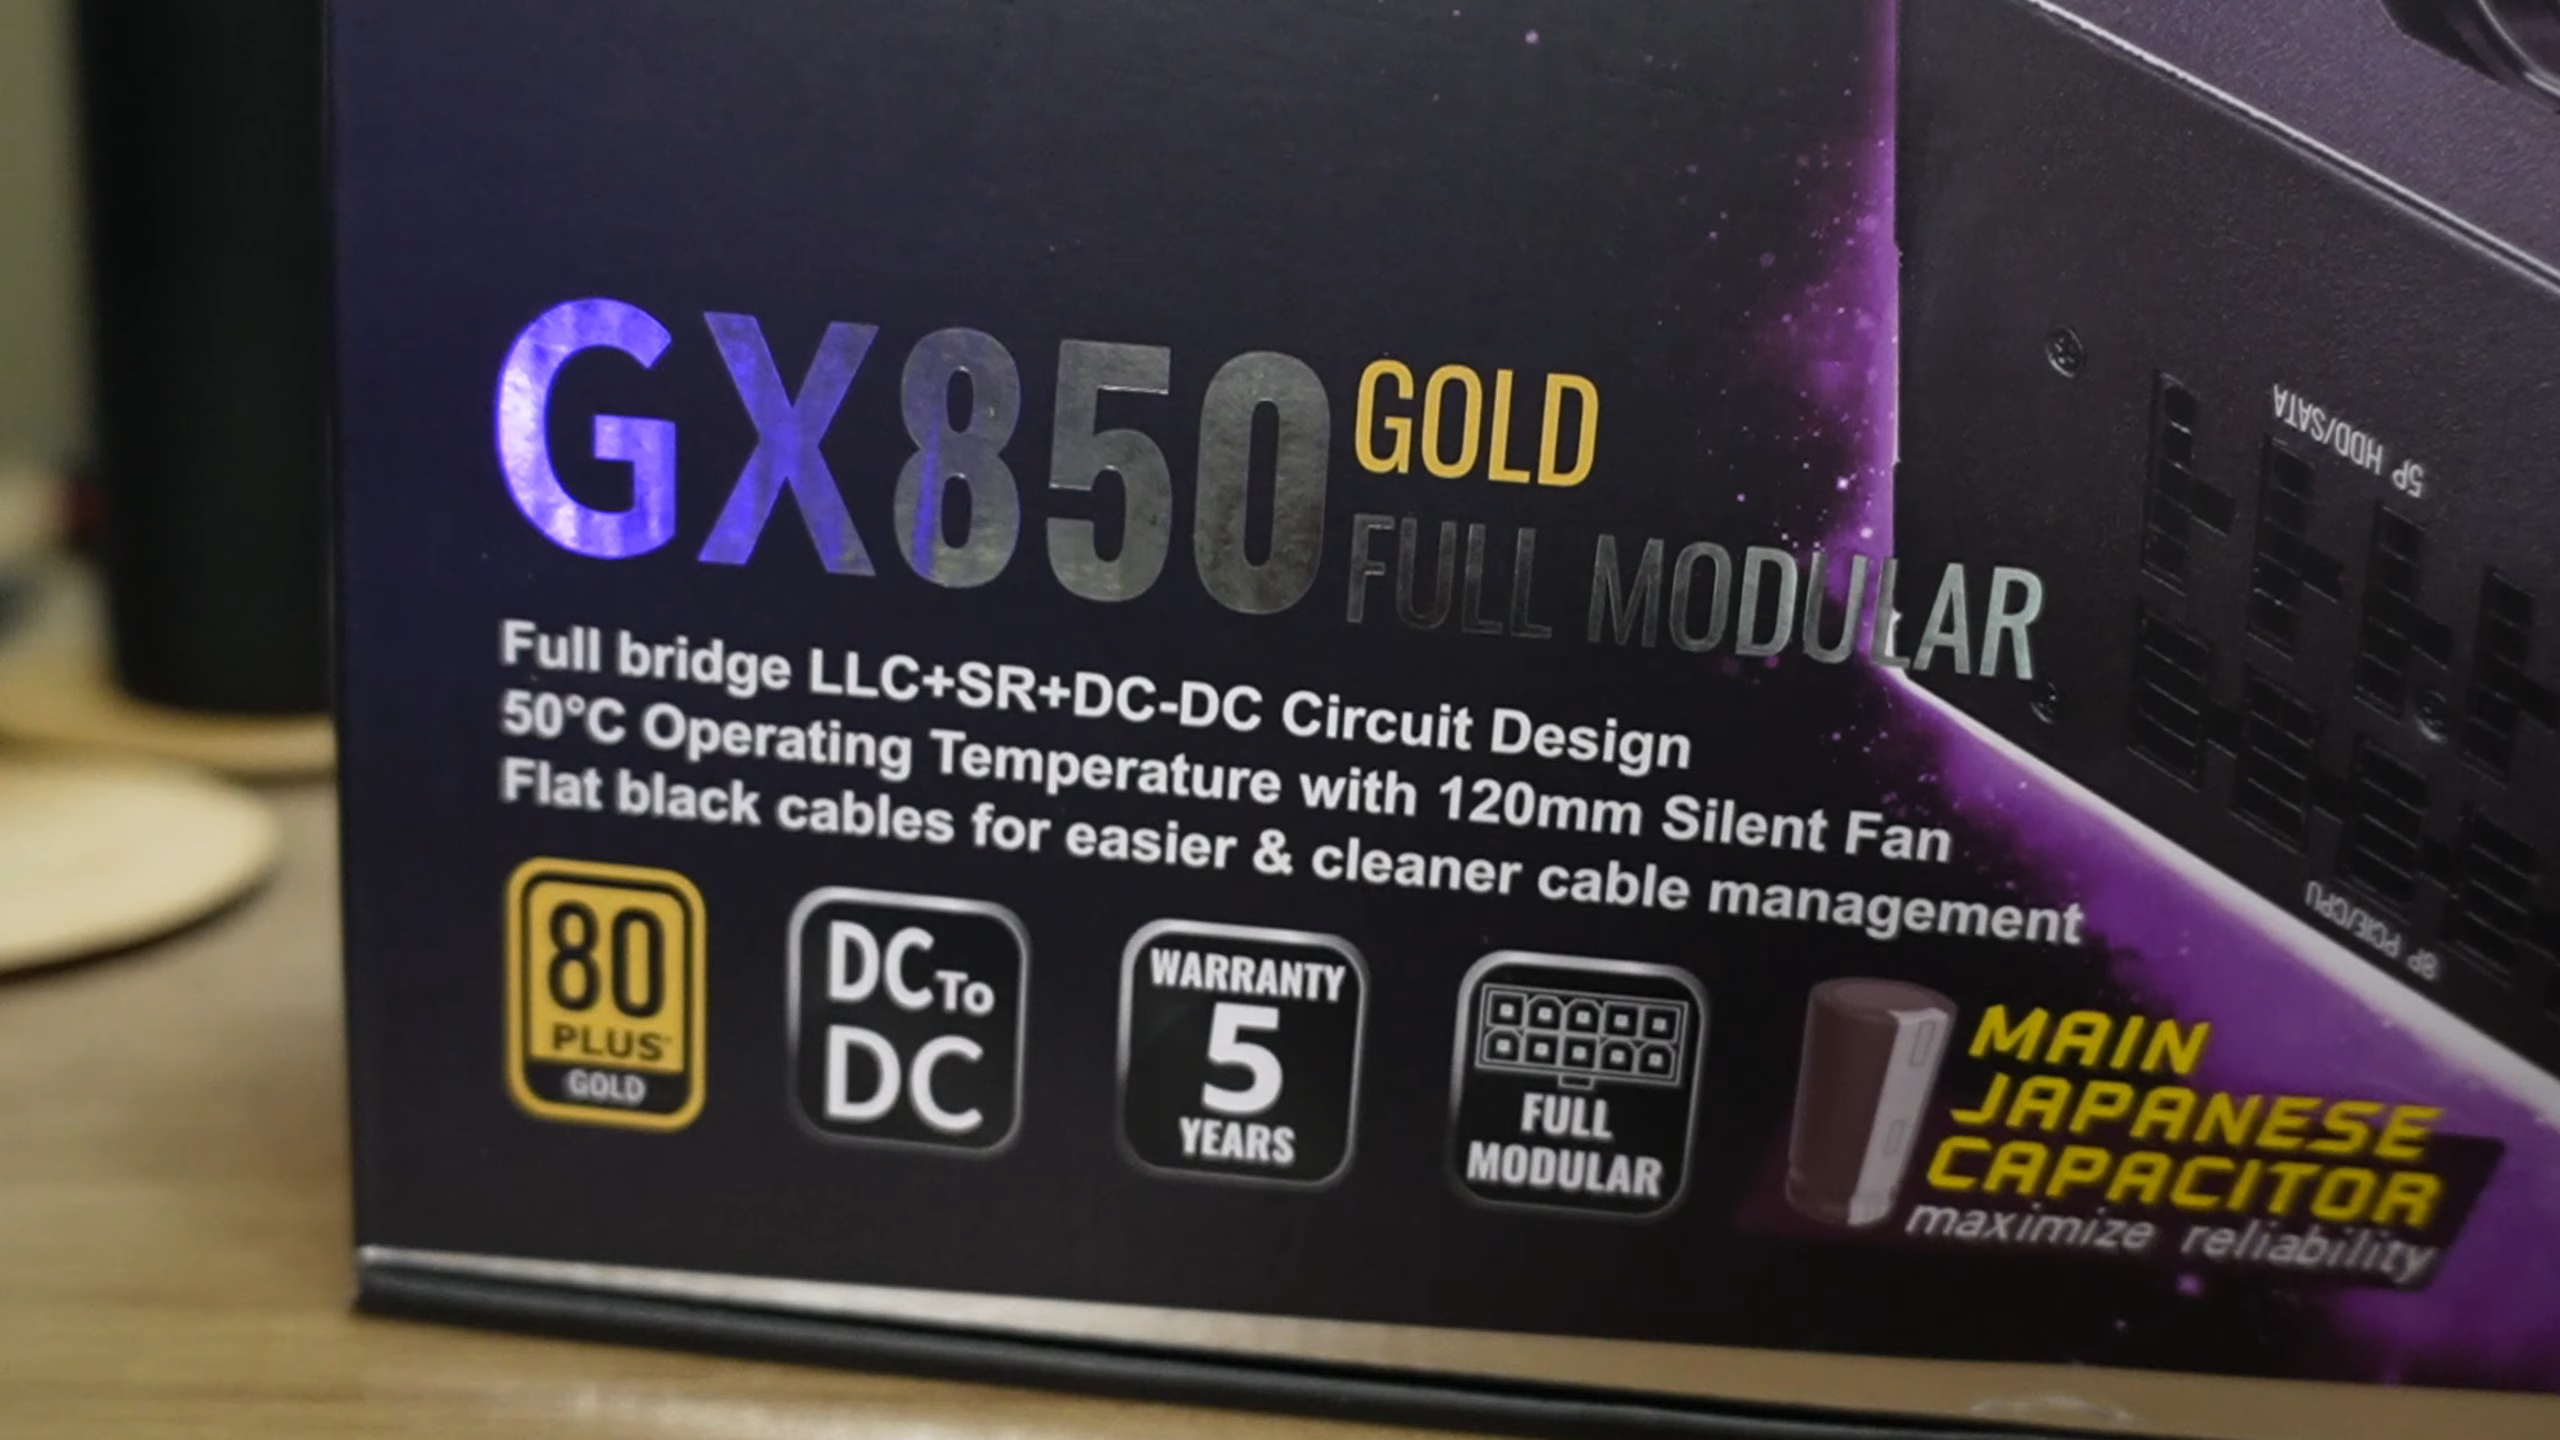 GX850 GOLD
FULL MODULAR
Full bridge LLC+SR+DC-DC Circuit Design
50°C Operating Temperature with 120mm Silent Fan
Flat black cables for easier & cleaner cable management
80
PLUS
GOLD
DC To
DC
WARRANTY
5
YEARS
FULL
MODULAR
MAIN
JAPANESE
CAPACITOR
maximize reliability
5P HDD/SATA
8P PCIE/CPU